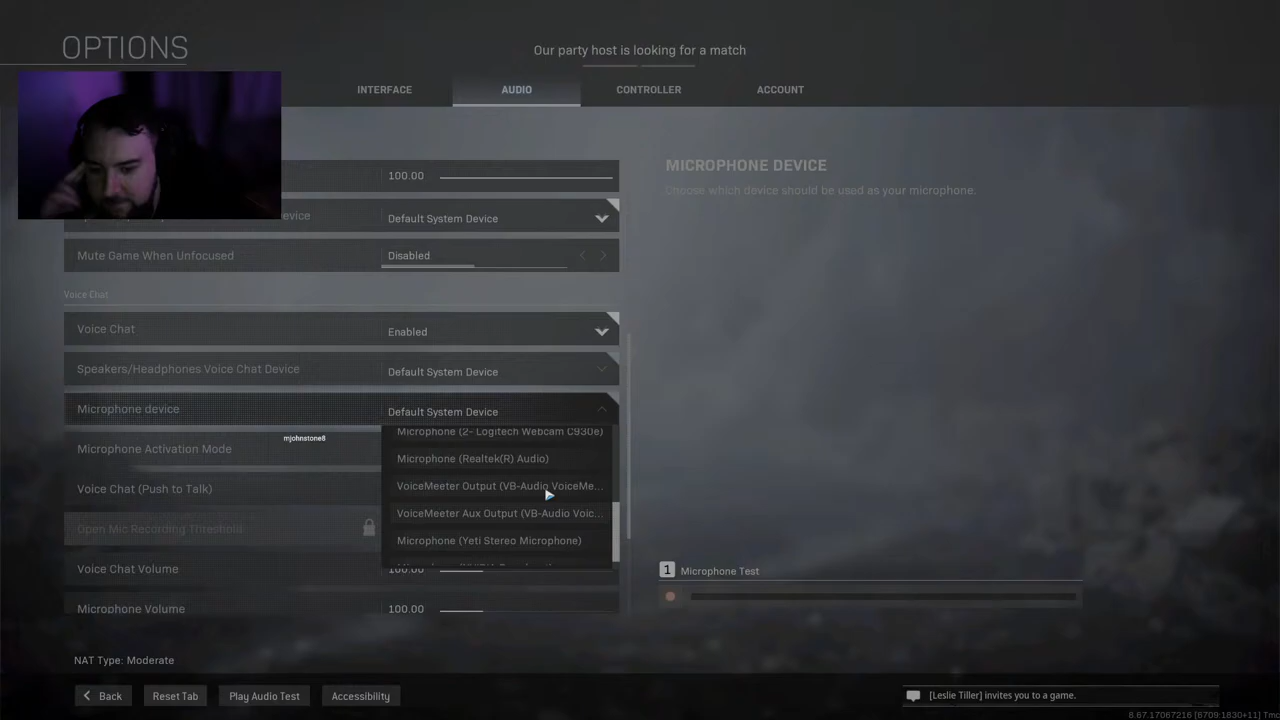 OPTIONS
Our party host is looking for a match
INTERFACE
AUDIO
CONTROLLER
ACCOUNT
100.00
Default System Device
Mute Game When Unfocused
Disabled
Voice Chat
Voice Chat
Enabled
Speakers/Headphones Voice Chat Device
Default System Device
Microphone device
Default System Device
mjohnstone8
Microphone (2- Logitech Webcam C930e)
Microphone Activation Mode
Microphone (Realtek(R) Audio)
Voice Chat (Push to Talk)
VoiceMeeter Output (VB-Audio VoiceMe...
VoiceMeeter Aux Output (VB-Audio Voic...
Open Mic Recording Threshold
Microphone (Yeti Stereo Microphone)
Voice Chat Volume
100.00
Microphone Volume
100.00
MICROPHONE DEVICE
Choose which device should be used as your microphone.
1 Microphone Test
NAT Type: Moderate
Back
Reset Tab
Play Audio Test
Accessibility
[Leslie Tiller] invites you to a game.